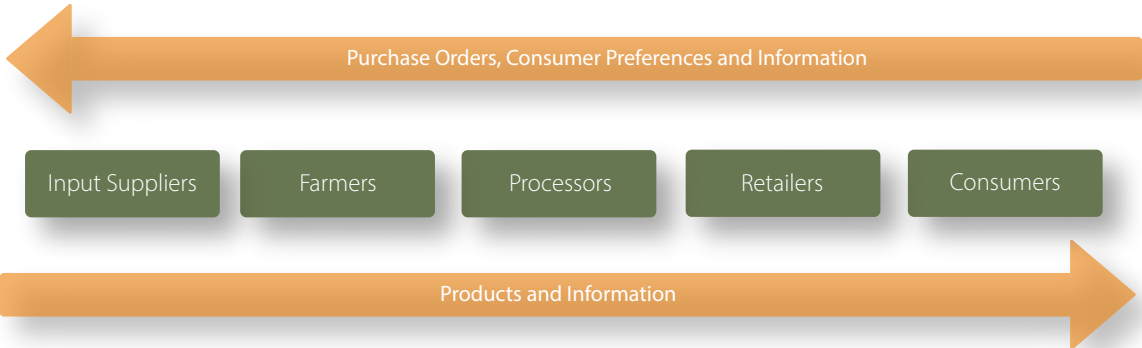 Purchase Orders, Consumer Preferences and Information
Input Suppliers
Farmers
Processors
Retailers
Consumers
Products and Information